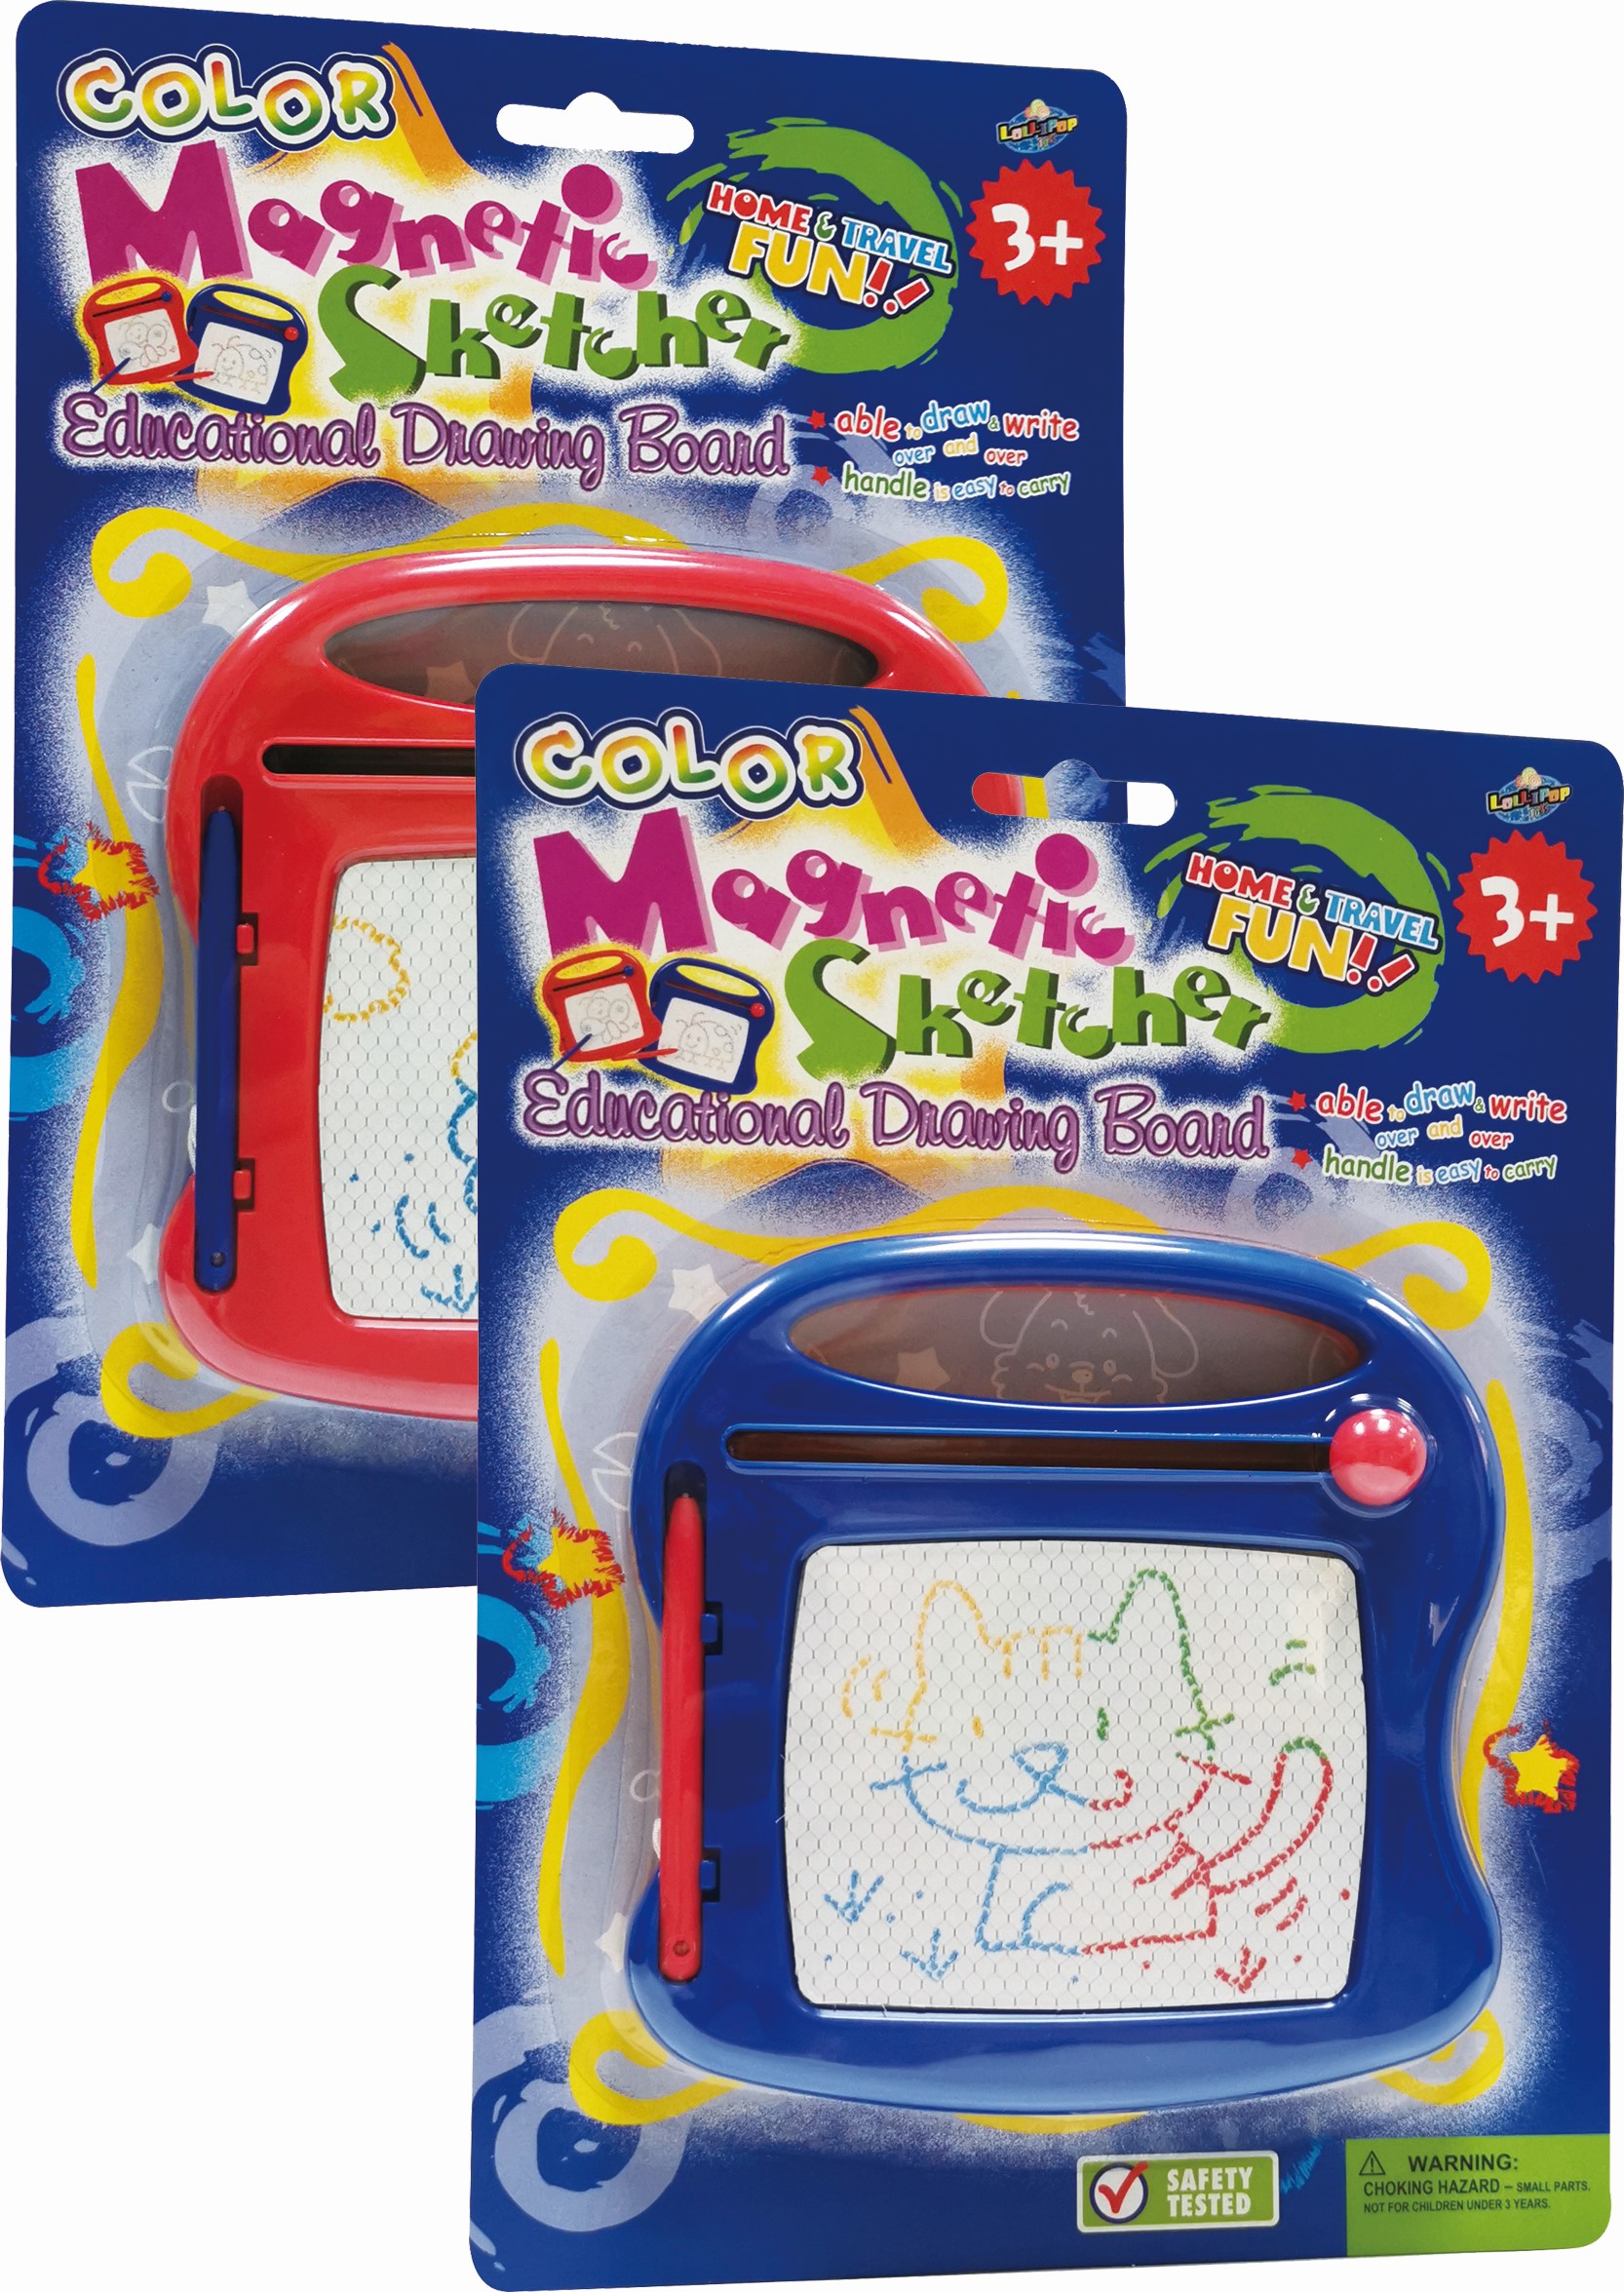 COLOR
Magnetic
Sketcher
Educational Drawing Board
HOME & TRAVEL
FUN!!
LOLLIPOP
3+
able to draw & write
over and over
handle is easy to carry
COLOR
Magnetic
Sketcher
Educational Drawing Board
HOME & TRAVEL
FUN!!
LOLLIPOP
3+
able to draw & write
over and over
handle is easy to carry
SAFETY
TESTED
WARNING:
CHOKING HAZARD – SMALL PARTS.
NOT FOR CHILDREN UNDER 3 YEARS.